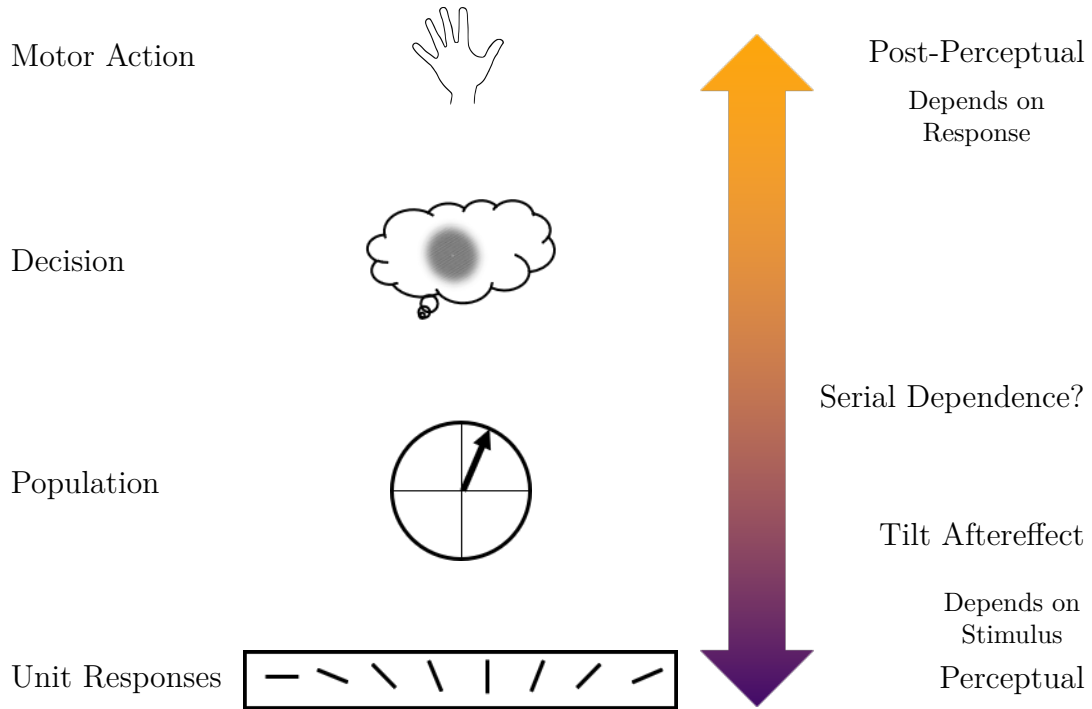 Motor Action
Post-Perceptual
Depends on
Response
Decision
Serial Dependence?
Population
Tilt Aftereffect
Depends on
Stimulus
Unit Responses
Perceptual